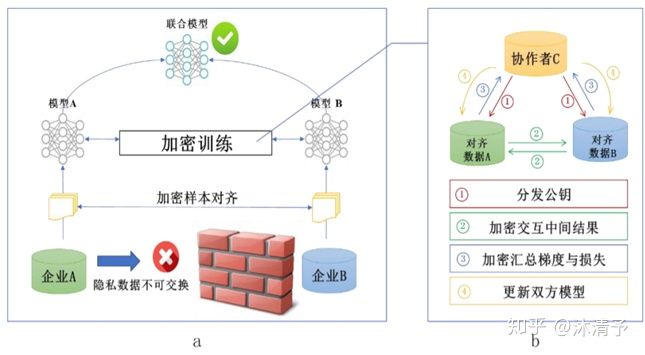 联合模型
模型A
模型 B
加密训练
加密样本对齐
企业A
隐私数据不可交换
企业B
a
协作者C
④
③
①
①
③
④
对齐
数据A
②
②
对齐
数据B
① 分发公钥
② 加密交互中间结果
③ 加密汇总梯度与损失
④ 更新双方模型
知乎 @沐清予
b